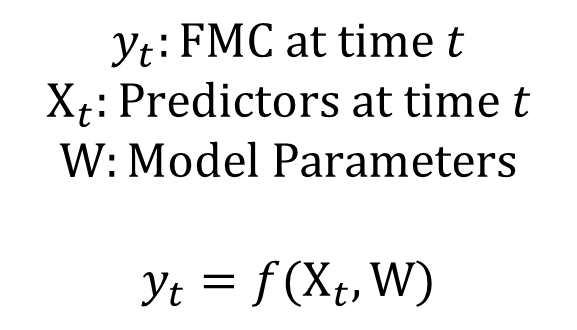 yₜ: FMC at time t
Xₜ: Predictors at time t
W: Model Parameters
yₜ = f(Xₜ, W)